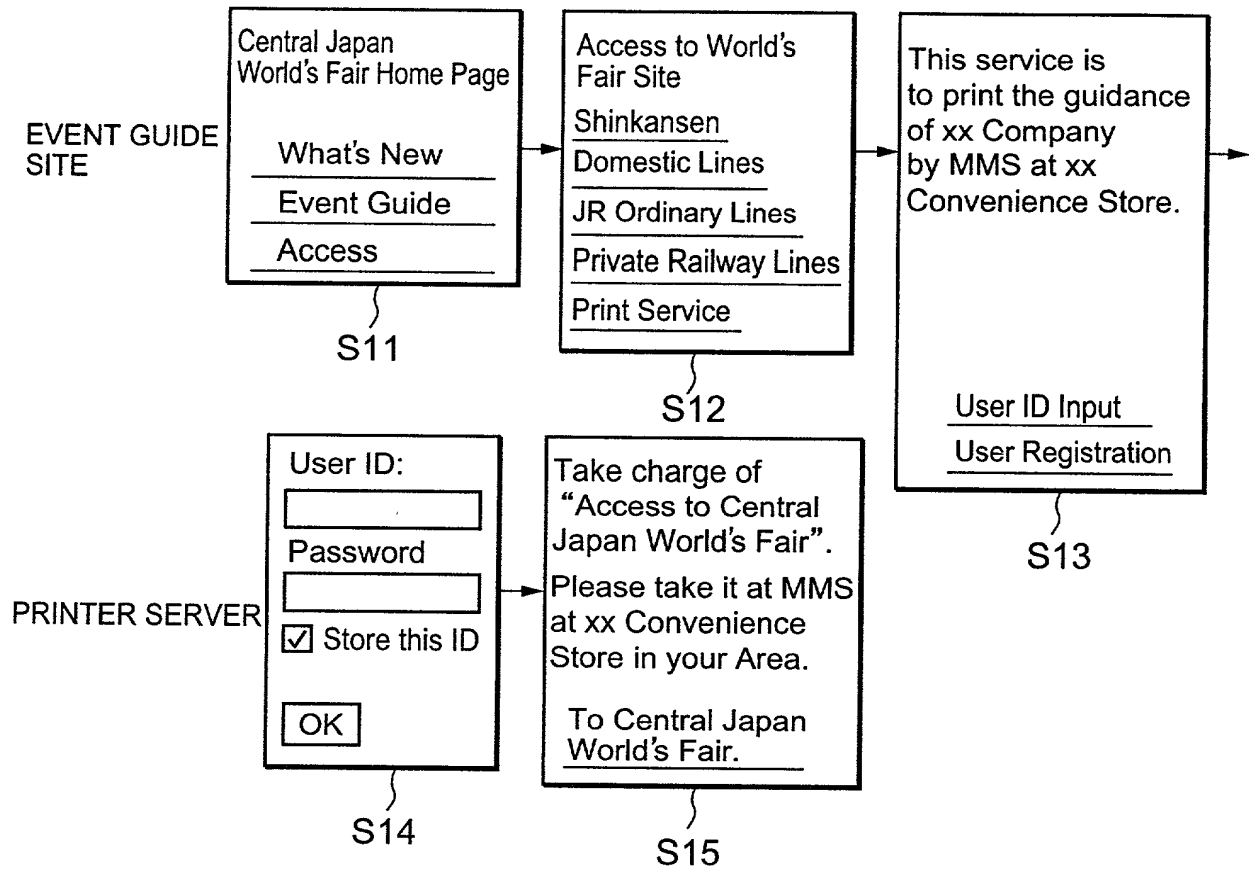 EVENT GUIDE
SITE
Central Japan
World's Fair Home Page
What's New
Event Guide
Access
S11
Access to World's
Fair Site
Shinkansen
Domestic Lines
JR Ordinary Lines
Private Railway Lines
Print Service
S12
This service is
to print the guidance
of xx Company
by MMS at xx
Convenience Store.
User ID Input
User Registration
S13
PRINTER SERVER
User ID:
Password
Store this ID
OK
S14
Take charge of
“Access to Central
Japan World's Fair”.
Please take it at MMS
at xx Convenience
Store in your Area.
To Central Japan
World's Fair.
S15